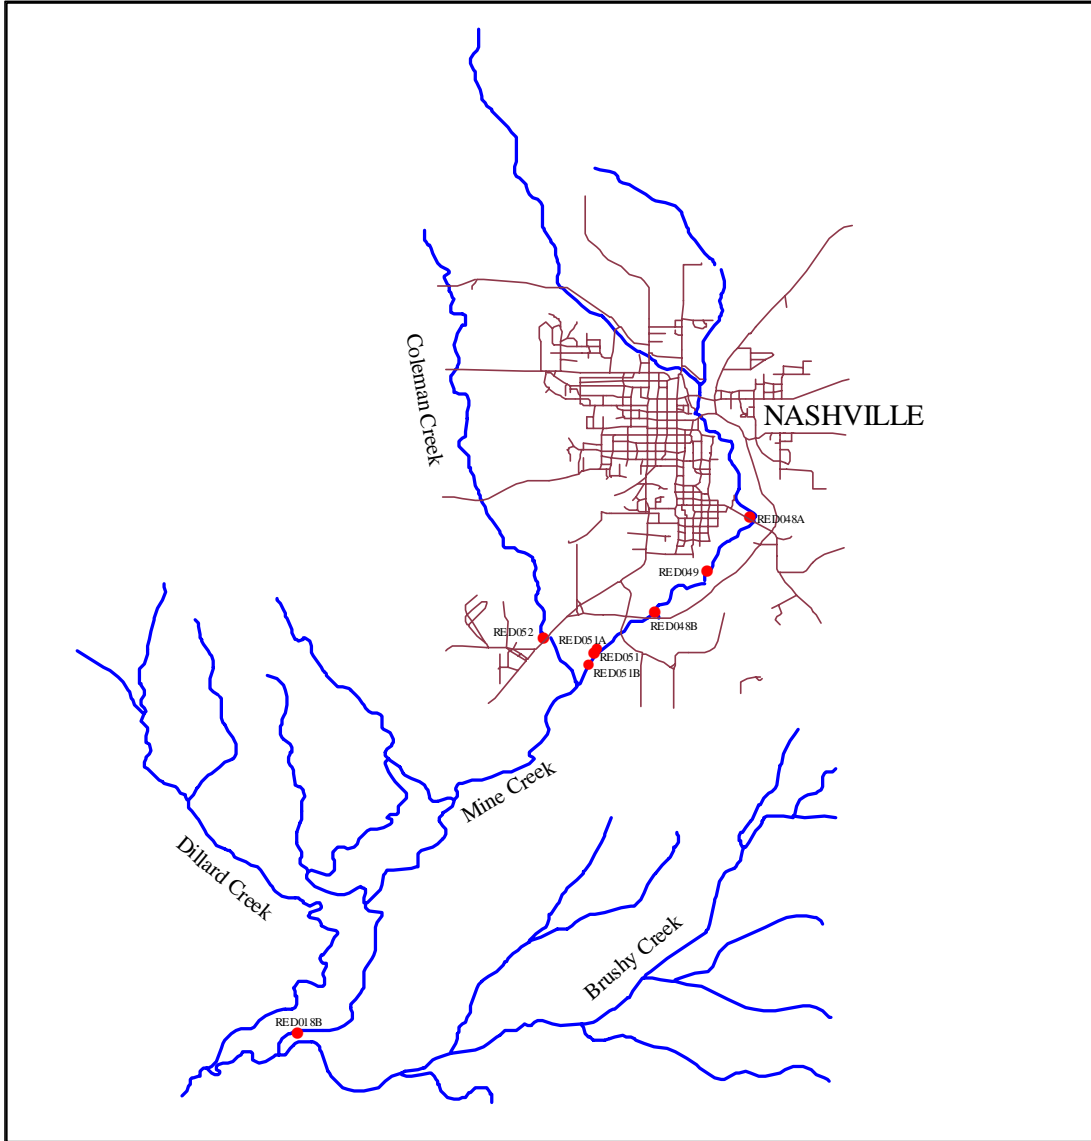 Coleman Creek
NASHVILLE
RED048A
RED049
RED048B
RED052
RED051A
RED051
RED051B
Mine Creek
Dillard Creek
Brushy Creek
RED018B